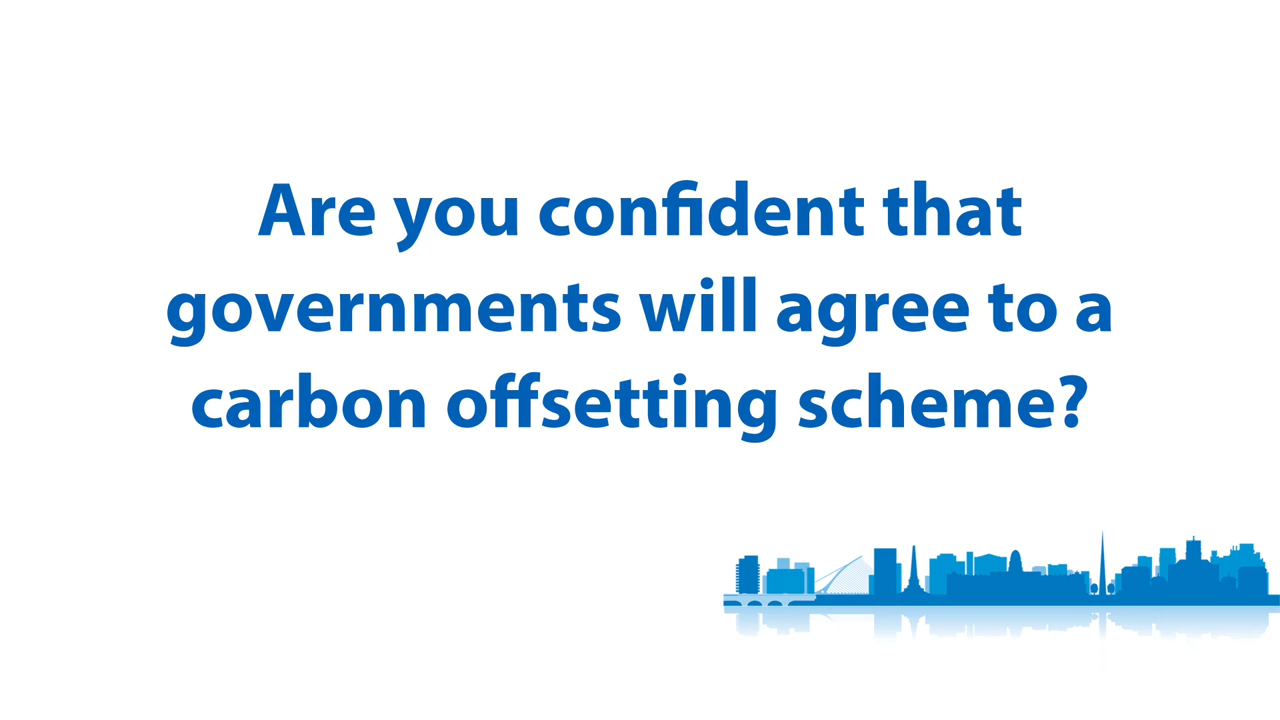 Are you confident that
governments will agree to a
carbon offsetting scheme?